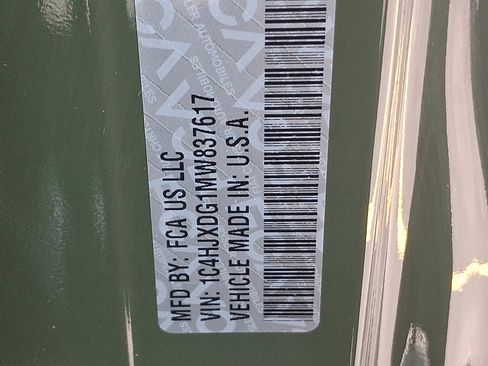 MFD BY: FCA US LLC
VIN: 1C4HJXDG1MW837617
VEHICLE MADE IN: U.S.A.